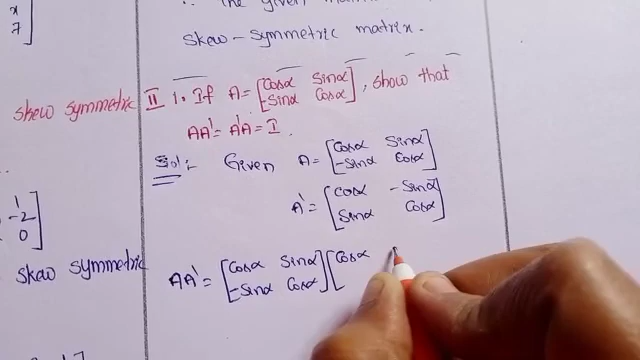 ∴ the given matrix
skew-symmetric matrix.
x
7
skew symmetric
II 1. If A = [Cosα Sinα
-Sinα Cosα], show that
AA' = A'A = I.
Sol:- Given A = [Cosα Sinα
-Sinα Cosα]
A' = [cosα -Sinα
Sinα Cosα]
1
-2
0
skew symmetric
AA' = [Cosα Sinα
-Sinα Cosα] [Cosα